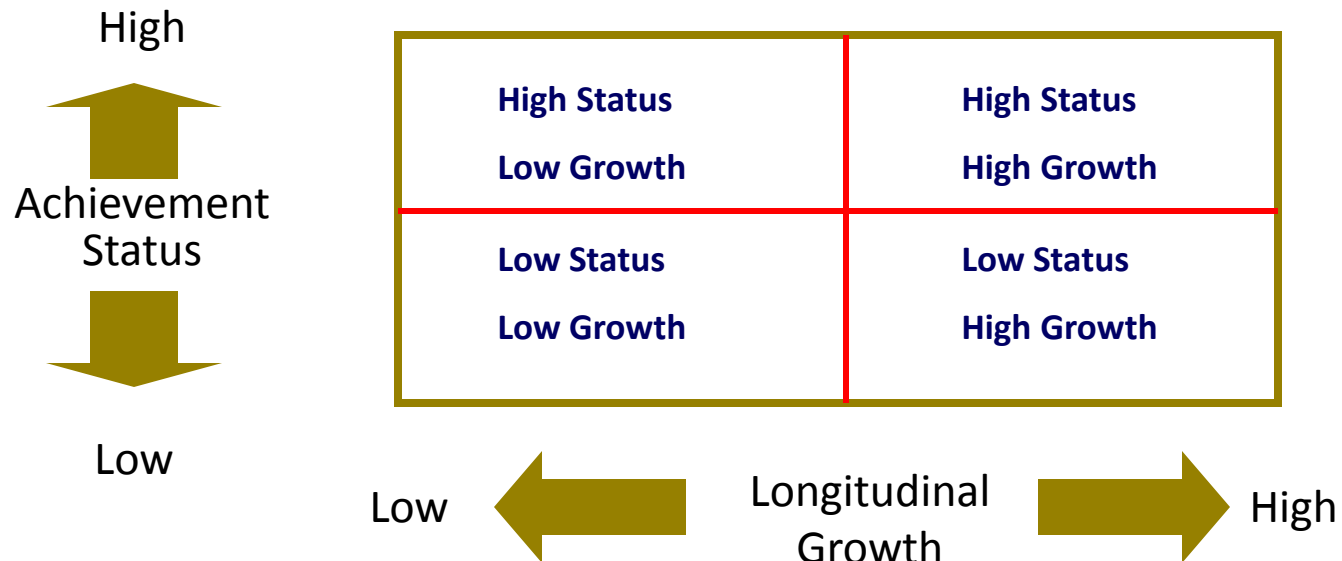 High
High Status
High Status
Low Growth
High Growth
Achievement
Status
Low Status
Low Status
Low Growth
High Growth
Low
Low
Longitudinal
Growth
High